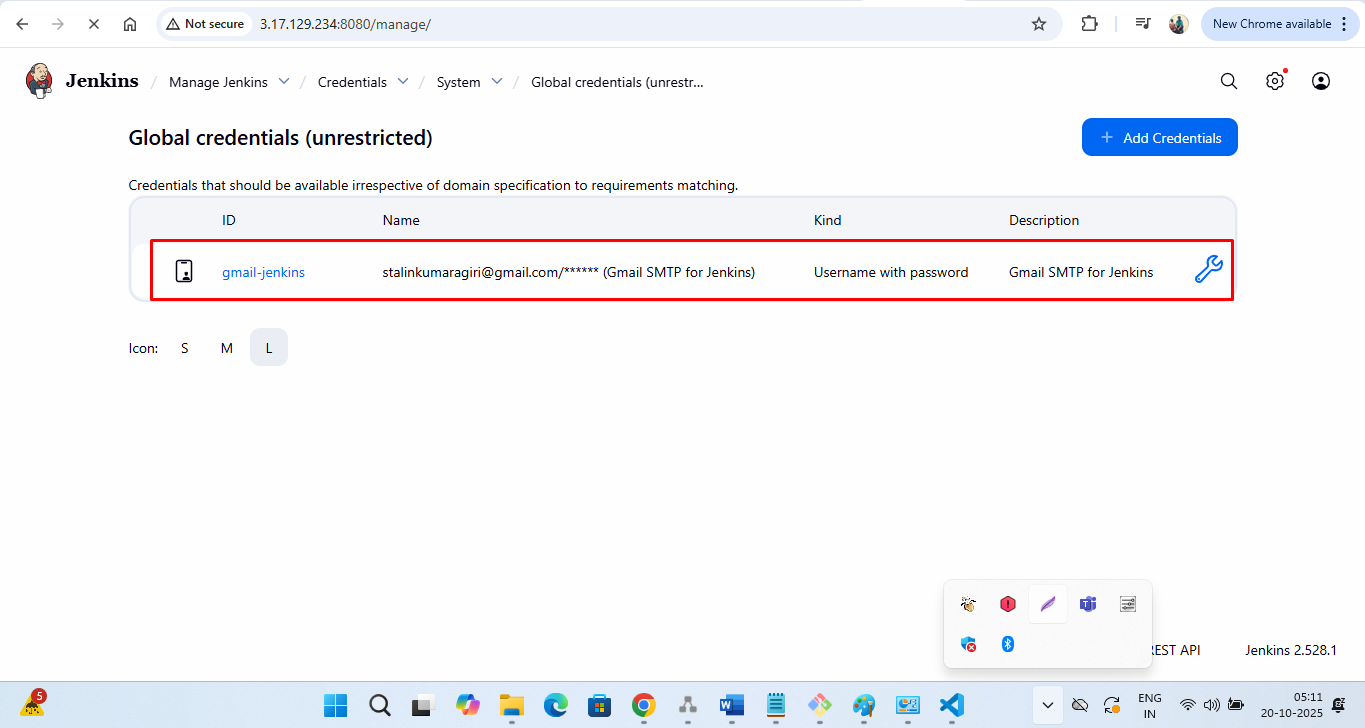 Not secure 3.17.129.234:8080/manage/ New Chrome available
Jenkins / Manage Jenkins / Credentials / System / Global credentials (unrestr...
Global credentials (unrestricted)
+ Add Credentials
Credentials that should be available irrespective of domain specification to requirements matching.
ID Name Kind Description
gmail-jenkins stalinkumaragiri@gmail.com/****** (Gmail SMTP for Jenkins) Username with password Gmail SMTP for Jenkins
Icon: S M L
REST API Jenkins 2.528.1
5
ENG 05:11
IN 20-10-2025